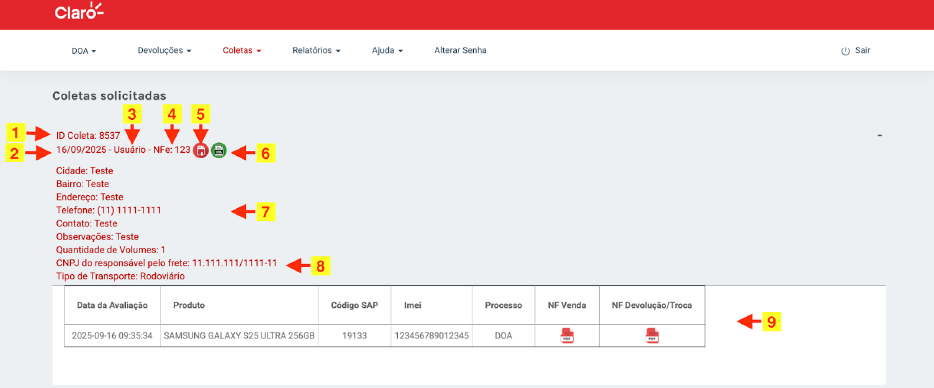 Claro
DOA Devoluções Coletas Relatórios Ajuda Alterar Senha Sair
Coletas solicitadas
3 4 5
1 ID Coleta: 8537
2 16/09/2025 - Usuário - NFe: 123 6
Cidade: Teste
Bairro: Teste
Endereço: Teste
Telefone: (11) 1111-1111 7
Contato: Teste
Observações: Teste
Quantidade de Volumes: 1
CNPJ do responsável pelo frete: 11.111.111/1111-11 8
Tipo de Transporte: Rodoviário
Data da Avaliação Produto Código SAP Imei Processo NF Venda NF Devolução/Troca
9
2025-09-16 09:35:34 SAMSUNG GALAXY S25 ULTRA 256GB 19133 123456789012345 DOA PDF PDF